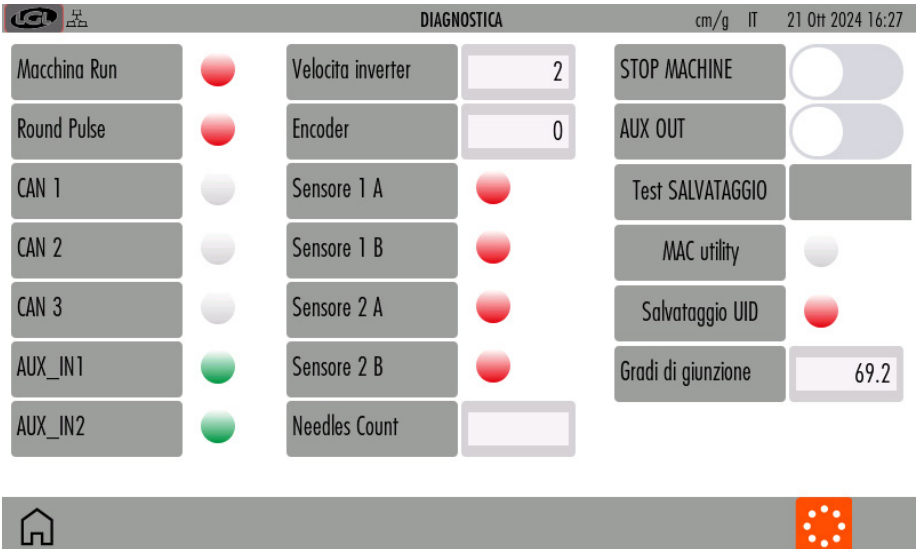 LGL
DIAGNOSTICA
cm/g IT 21 Ott 2024 16:27
Macchina Run
Velocita inverter 2
STOP MACHINE
Round Pulse
Encoder 0
AUX OUT
CAN 1
Sensore 1 A
Test SALVATAGGIO
CAN 2
Sensore 1 B
MAC utility
CAN 3
Sensore 2 A
Salvataggio UID
AUX_IN1
Sensore 2 B
Gradi di giunzione 69.2
AUX_IN2
Needles Count